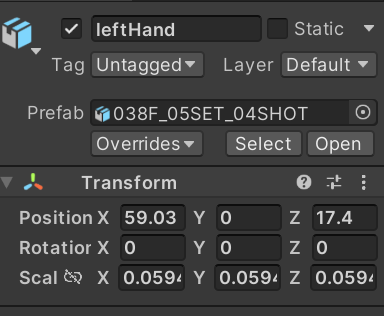 leftHand Static
Tag Untagged Layer Default
Prefab 038F_05SET_04SHOT
Overrides Select Open
Transform
Position X 59.03 Y 0 Z 17.4
Rotation X 0 Y 0 Z 0
Scal X 0.0594 Y 0.0594 Z 0.0594